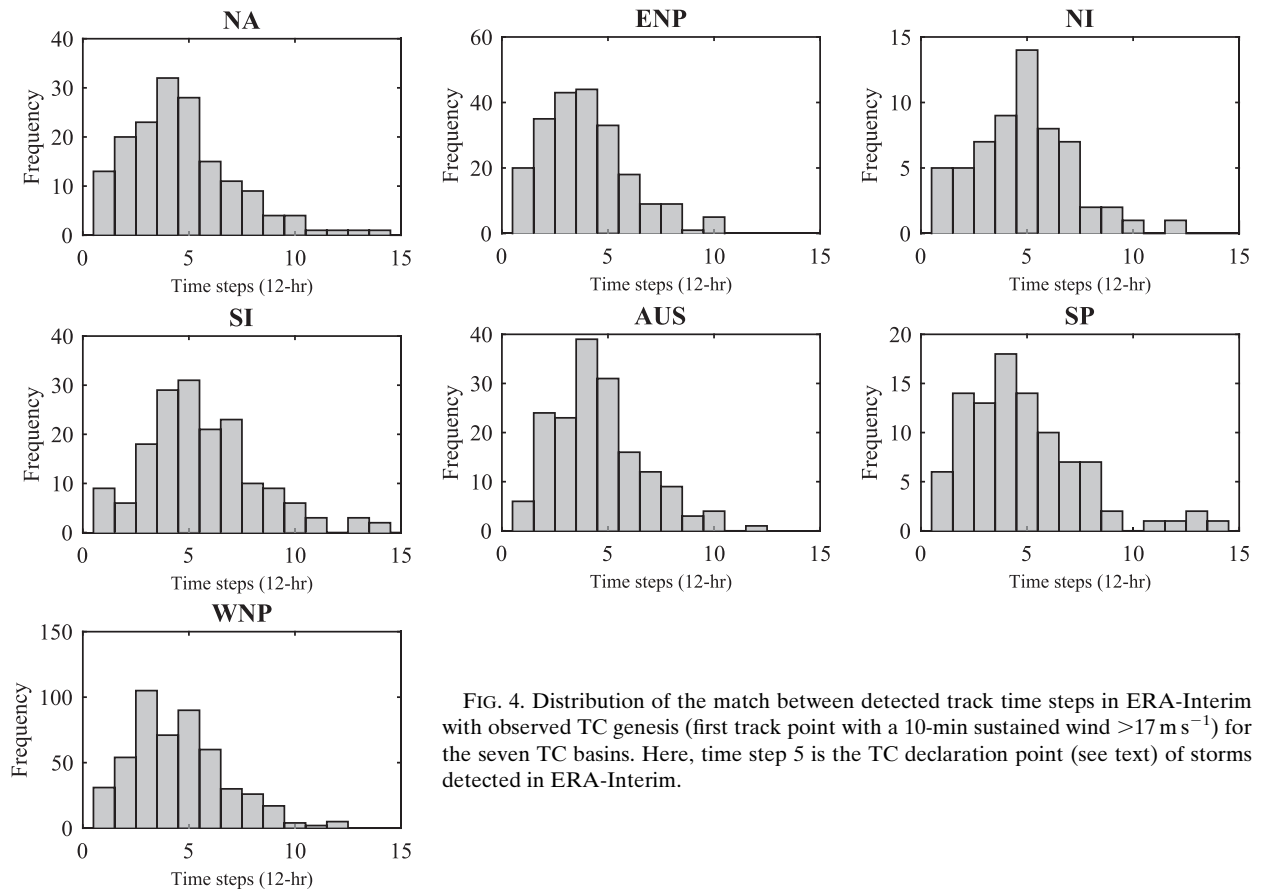 NA
Frequency
40
30
20
10
0
0 5 10 15
Time steps (12-hr)
ENP
Frequency
60
40
20
0
0 5 10 15
Time steps (12-hr)
NI
Frequency
15
10
5
0
0 5 10 15
Time steps (12-hr)
SI
Frequency
40
30
20
10
0
0 5 10 15
Time steps (12-hr)
AUS
Frequency
40
30
20
10
0
0 5 10 15
Time steps (12-hr)
SP
Frequency
20
15
10
5
0
0 5 10 15
Time steps (12-hr)
WNP
Frequency
150
100
50
0
0 5 10 15
Time steps (12-hr)
FIG. 4. Distribution of the match between detected track time steps in ERA-Interim
with observed TC genesis (first track point with a 10-min sustained wind >17 m s⁻¹) for
the seven TC basins. Here, time step 5 is the TC declaration point (see text) of storms
detected in ERA-Interim.